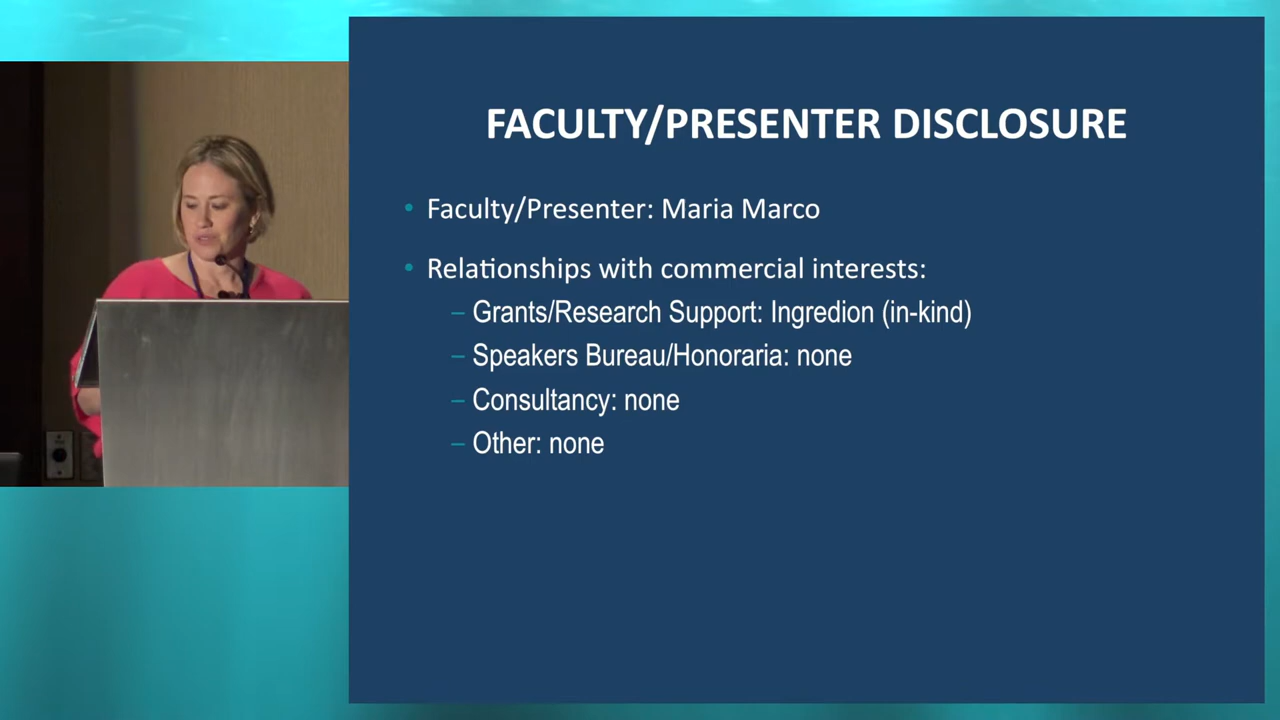 FACULTY/PRESENTER DISCLOSURE
• Faculty/Presenter: Maria Marco
• Relationships with commercial interests:
– Grants/Research Support: Ingredion (in-kind)
– Speakers Bureau/Honoraria: none
– Consultancy: none
– Other: none